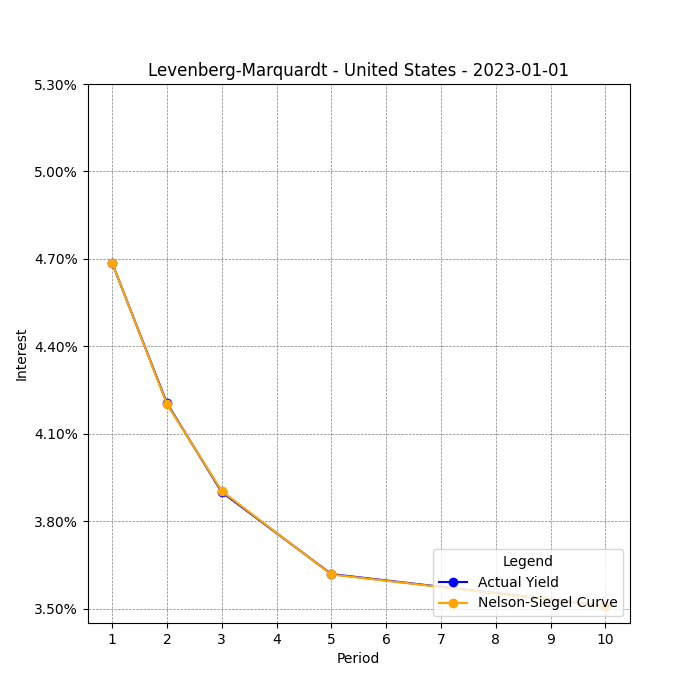 Levenberg-Marquardt - United States - 2023-01-01
5.30%
5.00%
4.70%
4.40%
4.10%
3.80%
3.50%
Interest
Legend
Actual Yield
Nelson-Siegel Curve
1 2 3 4 5 6 7 8 9 10
Period